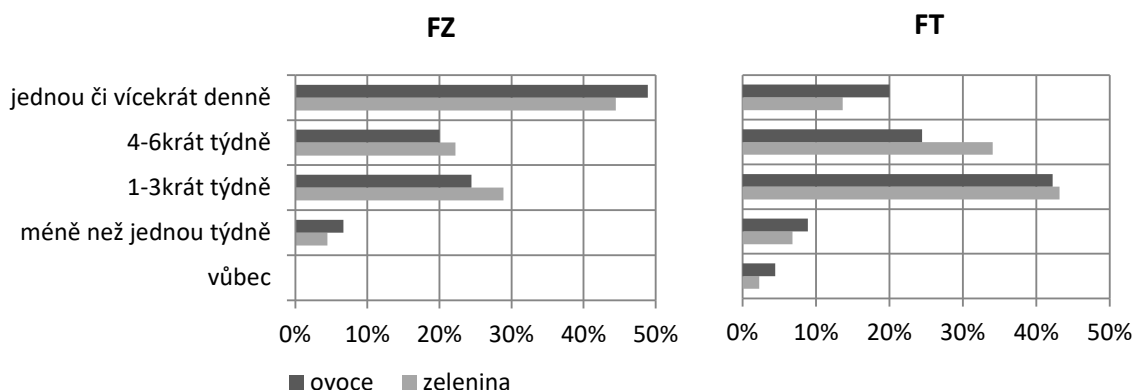 FZ
FT
jednou či vícekrát denně
4-6krát týdně
1-3krát týdně
méně než jednou týdně
vůbec
0% 10% 20% 30% 40% 50%
0% 10% 20% 30% 40% 50%
ovoce zelenina